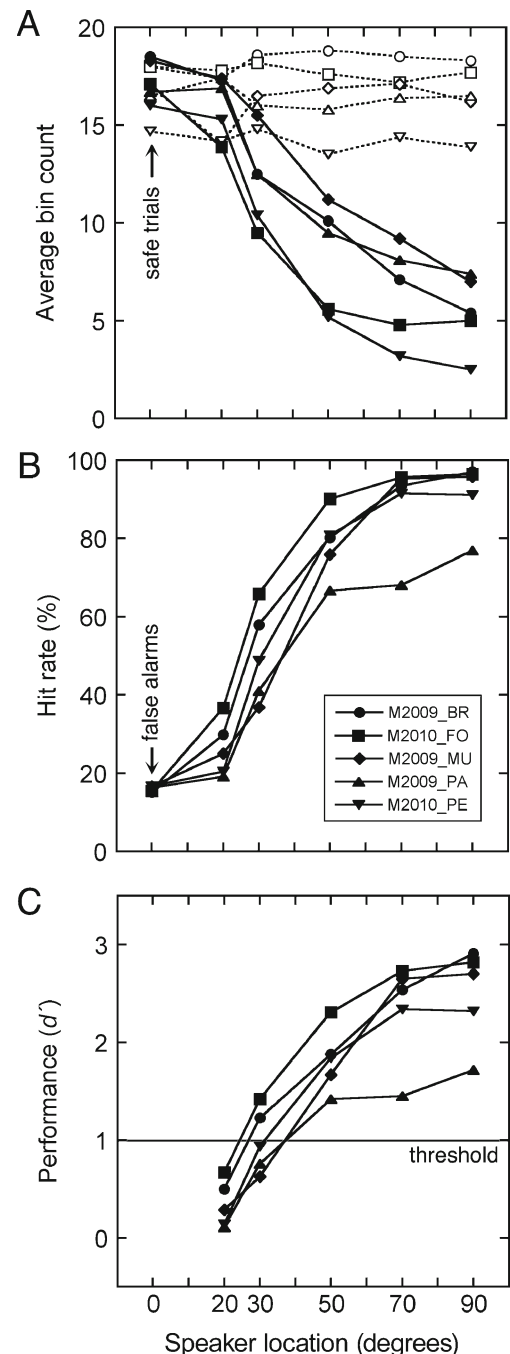 A
20
15
10
5
0
Average bin count
safe trials
B
100
80
60
40
20
0
Hit rate (%)
false alarms
M2009_BR
M2010_FO
M2009_MU
M2009_PA
M2010_PE
C
3
2
1
0
Performance (d´)
threshold
0 20 30 50 70 90
Speaker location (degrees)